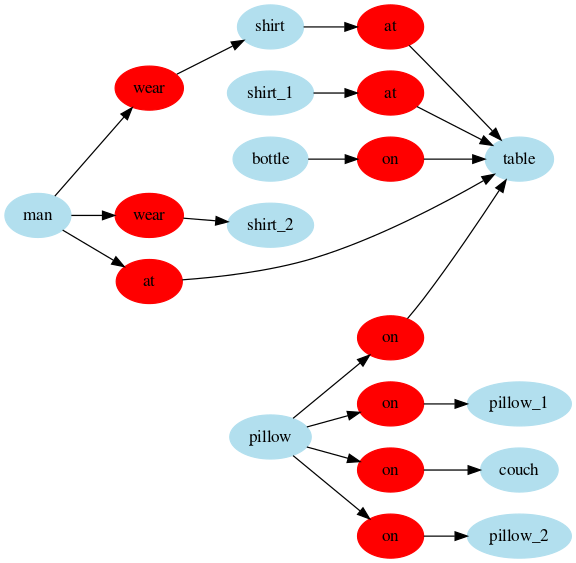 shirt
at
wear
shirt_1
at
bottle
on
table
man
wear
shirt_2
at
on
on
pillow_1
pillow
on
couch
on
pillow_2